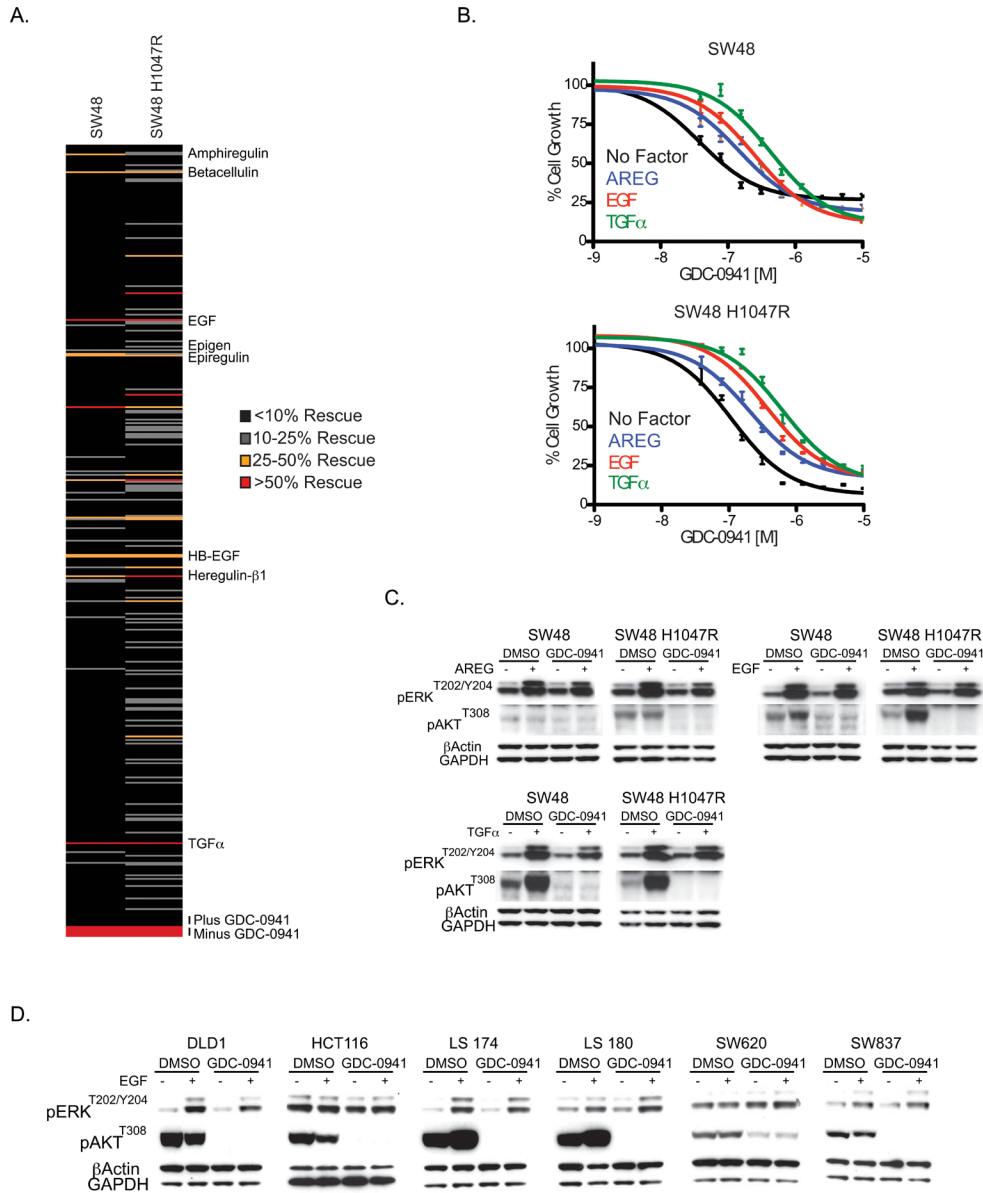 A.
SW48
SW48 H1047R
Amphiregulin
Betacellulin
EGF
Epigen
Epiregulin
HB-EGF
Heregulin-β1
TGFα
Plus GDC-0941
Minus GDC-0941
<10% Rescue
10-25% Rescue
25-50% Rescue
>50% Rescue
B.
SW48
% Cell Growth
100
75
50
25
0
No Factor
AREG
EGF
TGFα
-9 -8 -7 -6 -5
GDC-0941 [M]
SW48 H1047R
% Cell Growth
100
75
50
25
0
No Factor
AREG
EGF
TGFα
-9 -8 -7 -6 -5
GDC-0941 [M]
C.
SW48 SW48 H1047R
DMSO GDC-0941 DMSO GDC-0941
AREG - + - + - + - +
pERK T202/Y204
pAKT T308
βActin
GAPDH
SW48 SW48 H1047R
DMSO GDC-0941 DMSO GDC-0941
EGF - + - + - + - +
SW48 SW48 H1047R
DMSO GDC-0941 DMSO GDC-0941
TGFα - + - + - + - +
pERK T202/Y204
pAKT T308
βActin
GAPDH
D.
DLD1 HCT116 LS 174 LS 180 SW620 SW837
DMSO GDC-0941 DMSO GDC-0941 DMSO GDC-0941 DMSO GDC-0941 DMSO GDC-0941 DMSO GDC-0941
EGF - + - + - + - + - + - + - + - + - + - + - + - +
pERK T202/Y204
pAKT T308
βActin
GAPDH